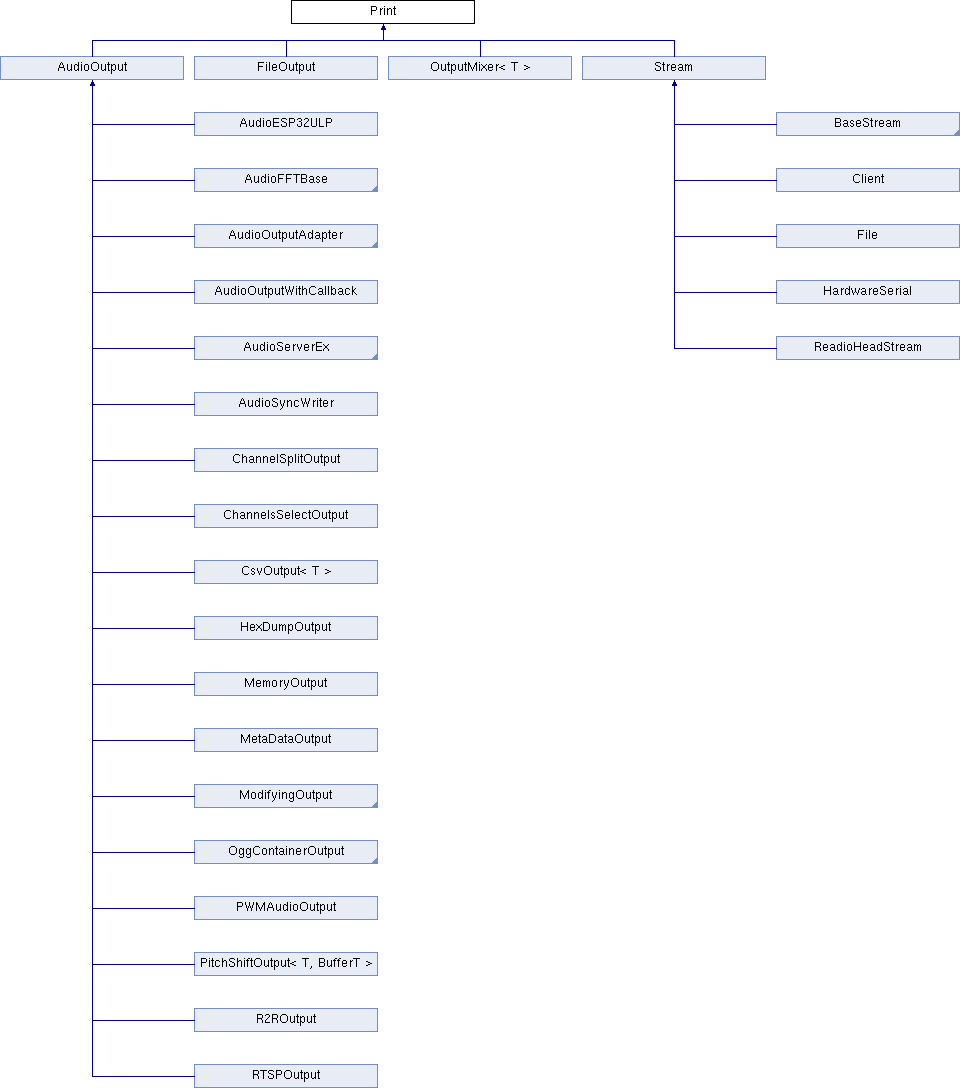 Print
AudioOutput
FileOutput
OutputMixer< T >
Stream
AudioESP32ULP
BaseStream
AudioFFTBase
Client
AudioOutputAdapter
File
AudioOutputWithCallback
HardwareSerial
AudioServerEx
ReadioHeadStream
AudioSyncWriter
ChannelSplitOutput
ChannelsSelectOutput
CsvOutput< T >
HexDumpOutput
MemoryOutput
MetaDataOutput
ModifyingOutput
OggContainerOutput
PWMAudioOutput
PitchShiftOutput< T, BufferT >
R2ROutput
RTSPOutput